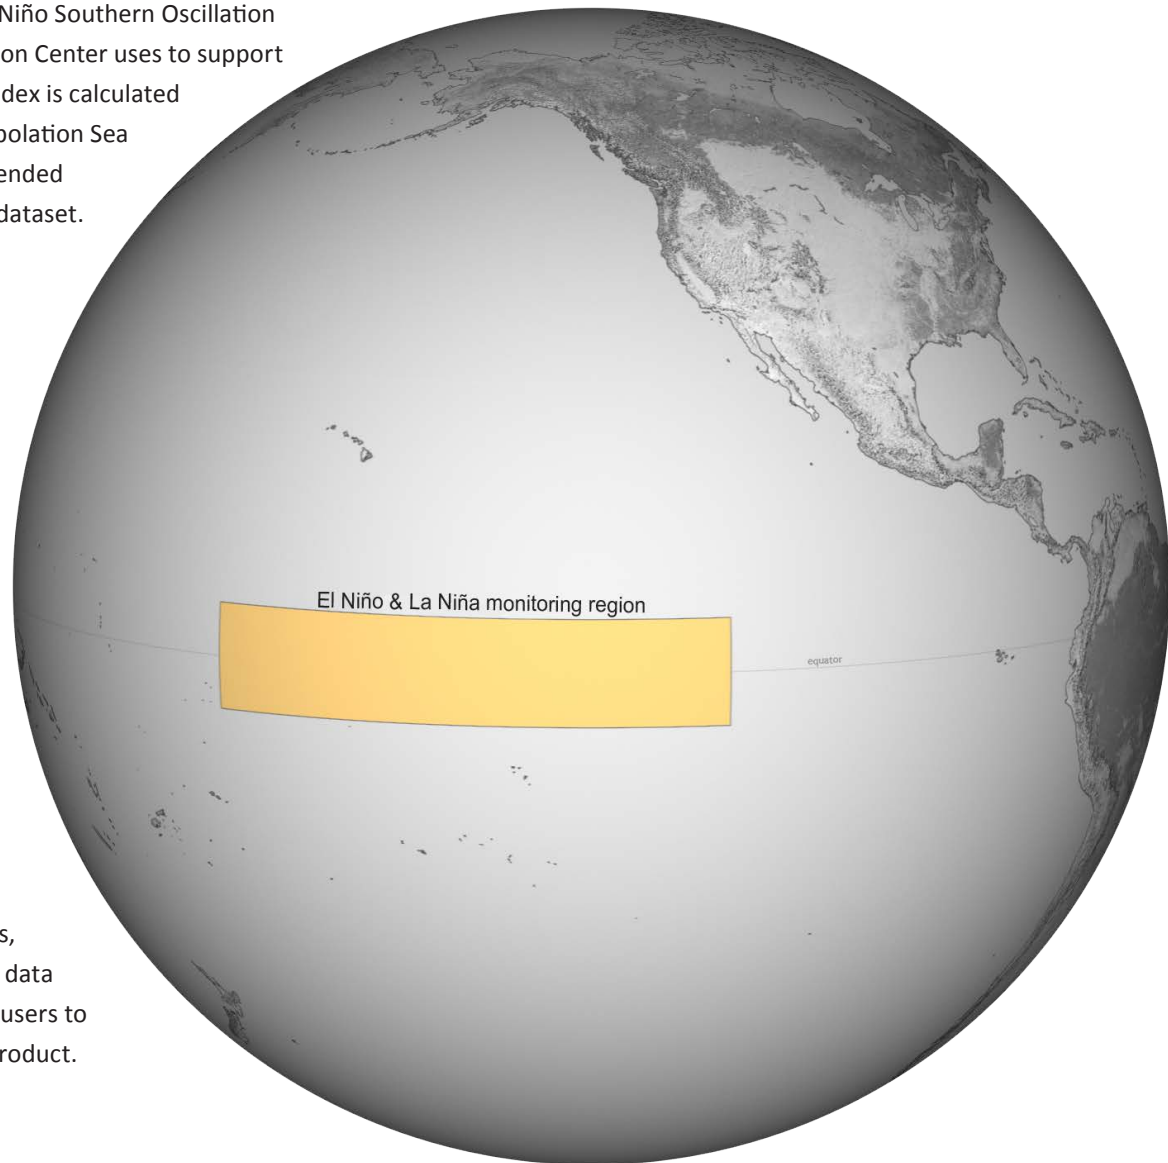 Niño Southern Oscillation
on Center uses to support
dex is calculated
polation Sea
ended
dataset.
El Niño & La Niña monitoring region
equator
s,
data
users to
roduct.